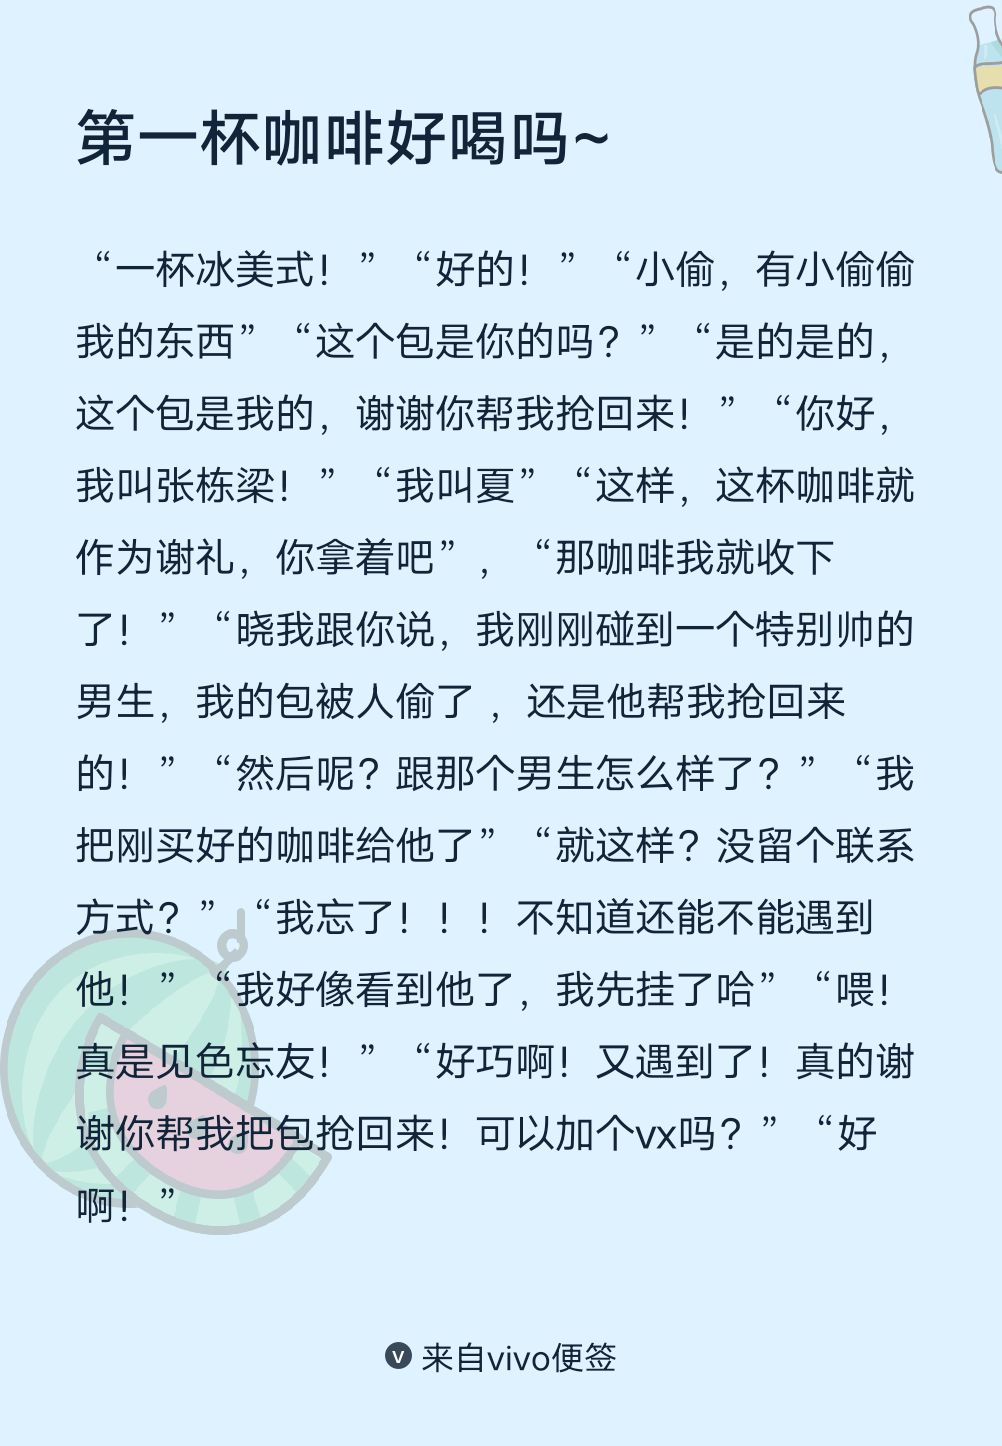 第一杯咖啡好喝吗~
“一杯冰美式！” “好的！” “小偷，有小偷偷
我的东西” “这个包是你的吗？” “是的是的，
这个包是我的，谢谢你帮我抢回来！” “你好，
我叫张栋梁！” “我叫夏” “这样，这杯咖啡就
作为谢礼，你拿着吧”， “那咖啡我就收下
了！” “晓我跟你说，我刚刚碰到一个特别帅的
男生，我的包被人偷了 ，还是他帮我抢回来
的！” “然后呢？跟那个男生怎么样了？” “我
把刚买好的咖啡给他了” “就这样？没留个联系
方式？” “我忘了！！！不知道还能不能遇到
他！” “我好像看到他了，我先挂了哈” “喂！
真是见色忘友！” “好巧啊！又遇到了！真的谢
谢你帮我把包抢回来！可以加个vx吗？” “好
啊！”
v 来自vivo便签